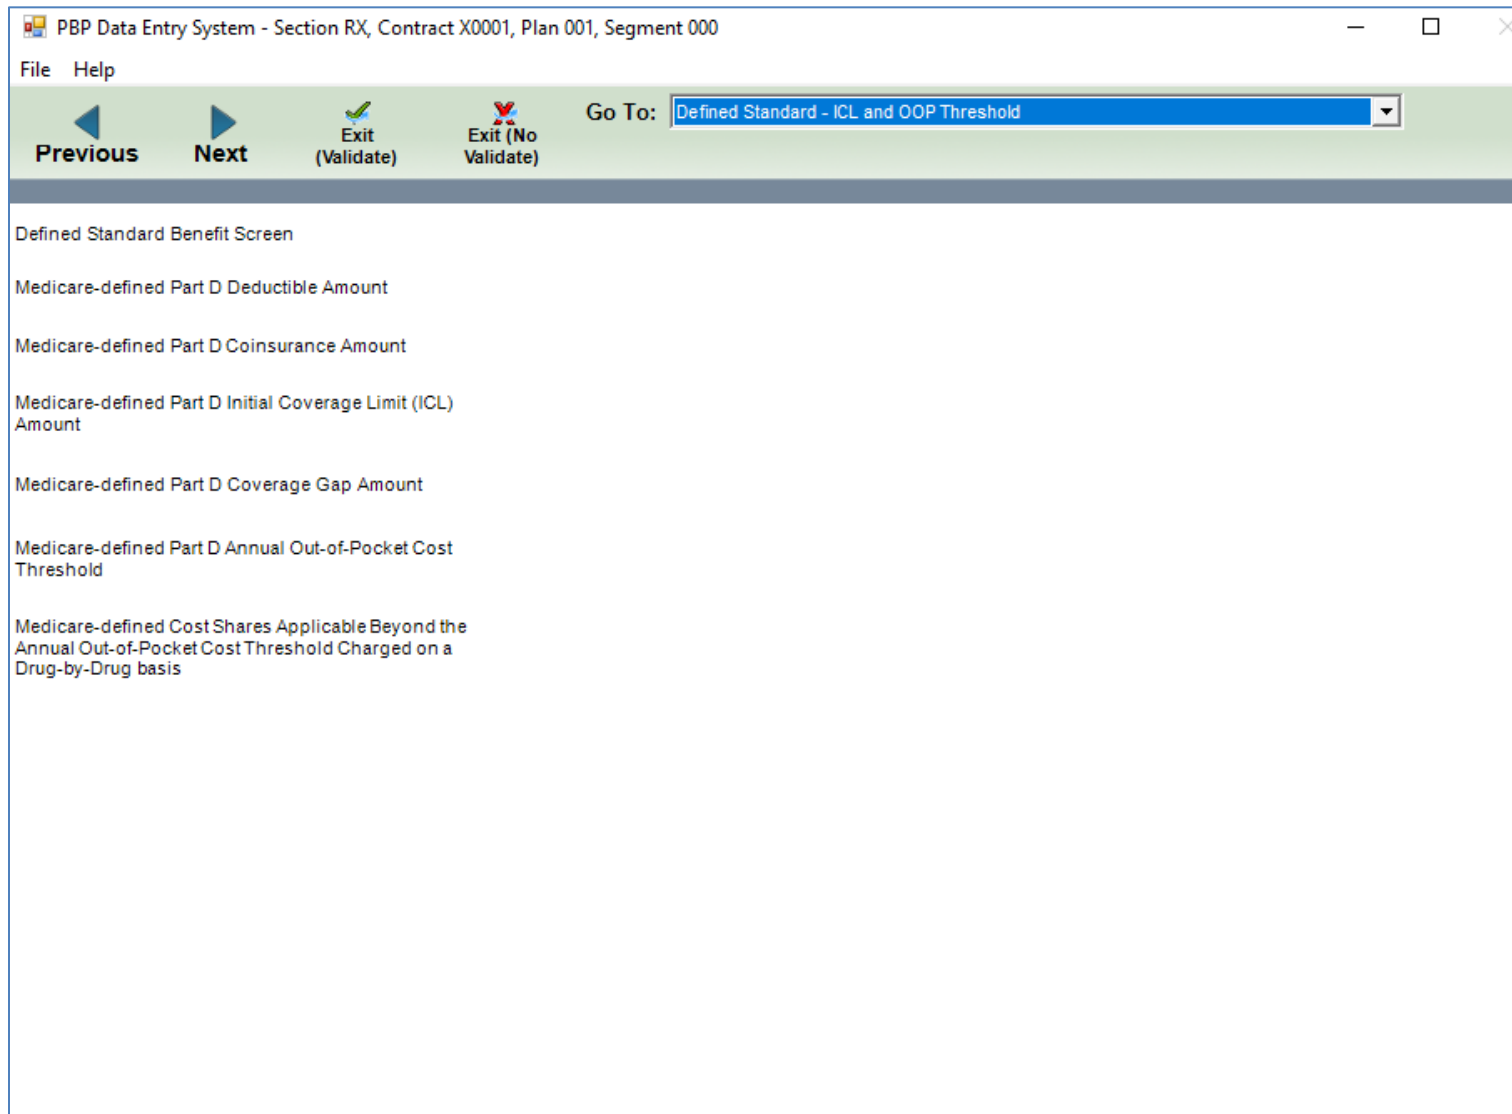 PBP Data Entry System - Section RX, Contract X0001, Plan 001, Segment 000
File Help
Previous
Next
Exit
(Validate)
Exit (No
Validate)
Go To:
Defined Standard - ICL and OOP Threshold
Defined Standard Benefit Screen
Medicare-defined Part D Deductible Amount
Medicare-defined Part D Coinsurance Amount
Medicare-defined Part D Initial Coverage Limit (ICL)
Amount
Medicare-defined Part D Coverage Gap Amount
Medicare-defined Part D Annual Out-of-Pocket Cost
Threshold
Medicare-defined Cost Shares Applicable Beyond the
Annual Out-of-Pocket Cost Threshold Charged on a
Drug-by-Drug basis